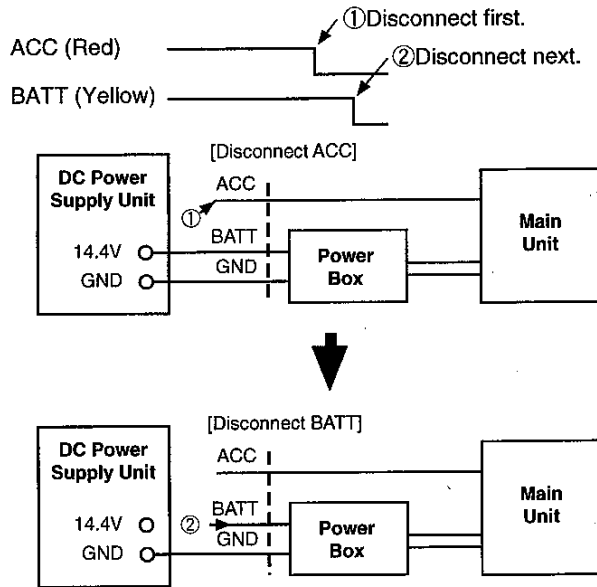 ①Disconnect first.
ACC (Red)
②Disconnect next.
BATT (Yellow)
[Disconnect ACC]
DC Power
Supply Unit
ACC
①
BATT
14.4V
GND
GND
Power
Box
Main
Unit
[Disconnect BATT]
DC Power
Supply Unit
ACC
BATT
14.4V
②
GND
GND
Power
Box
Main
Unit